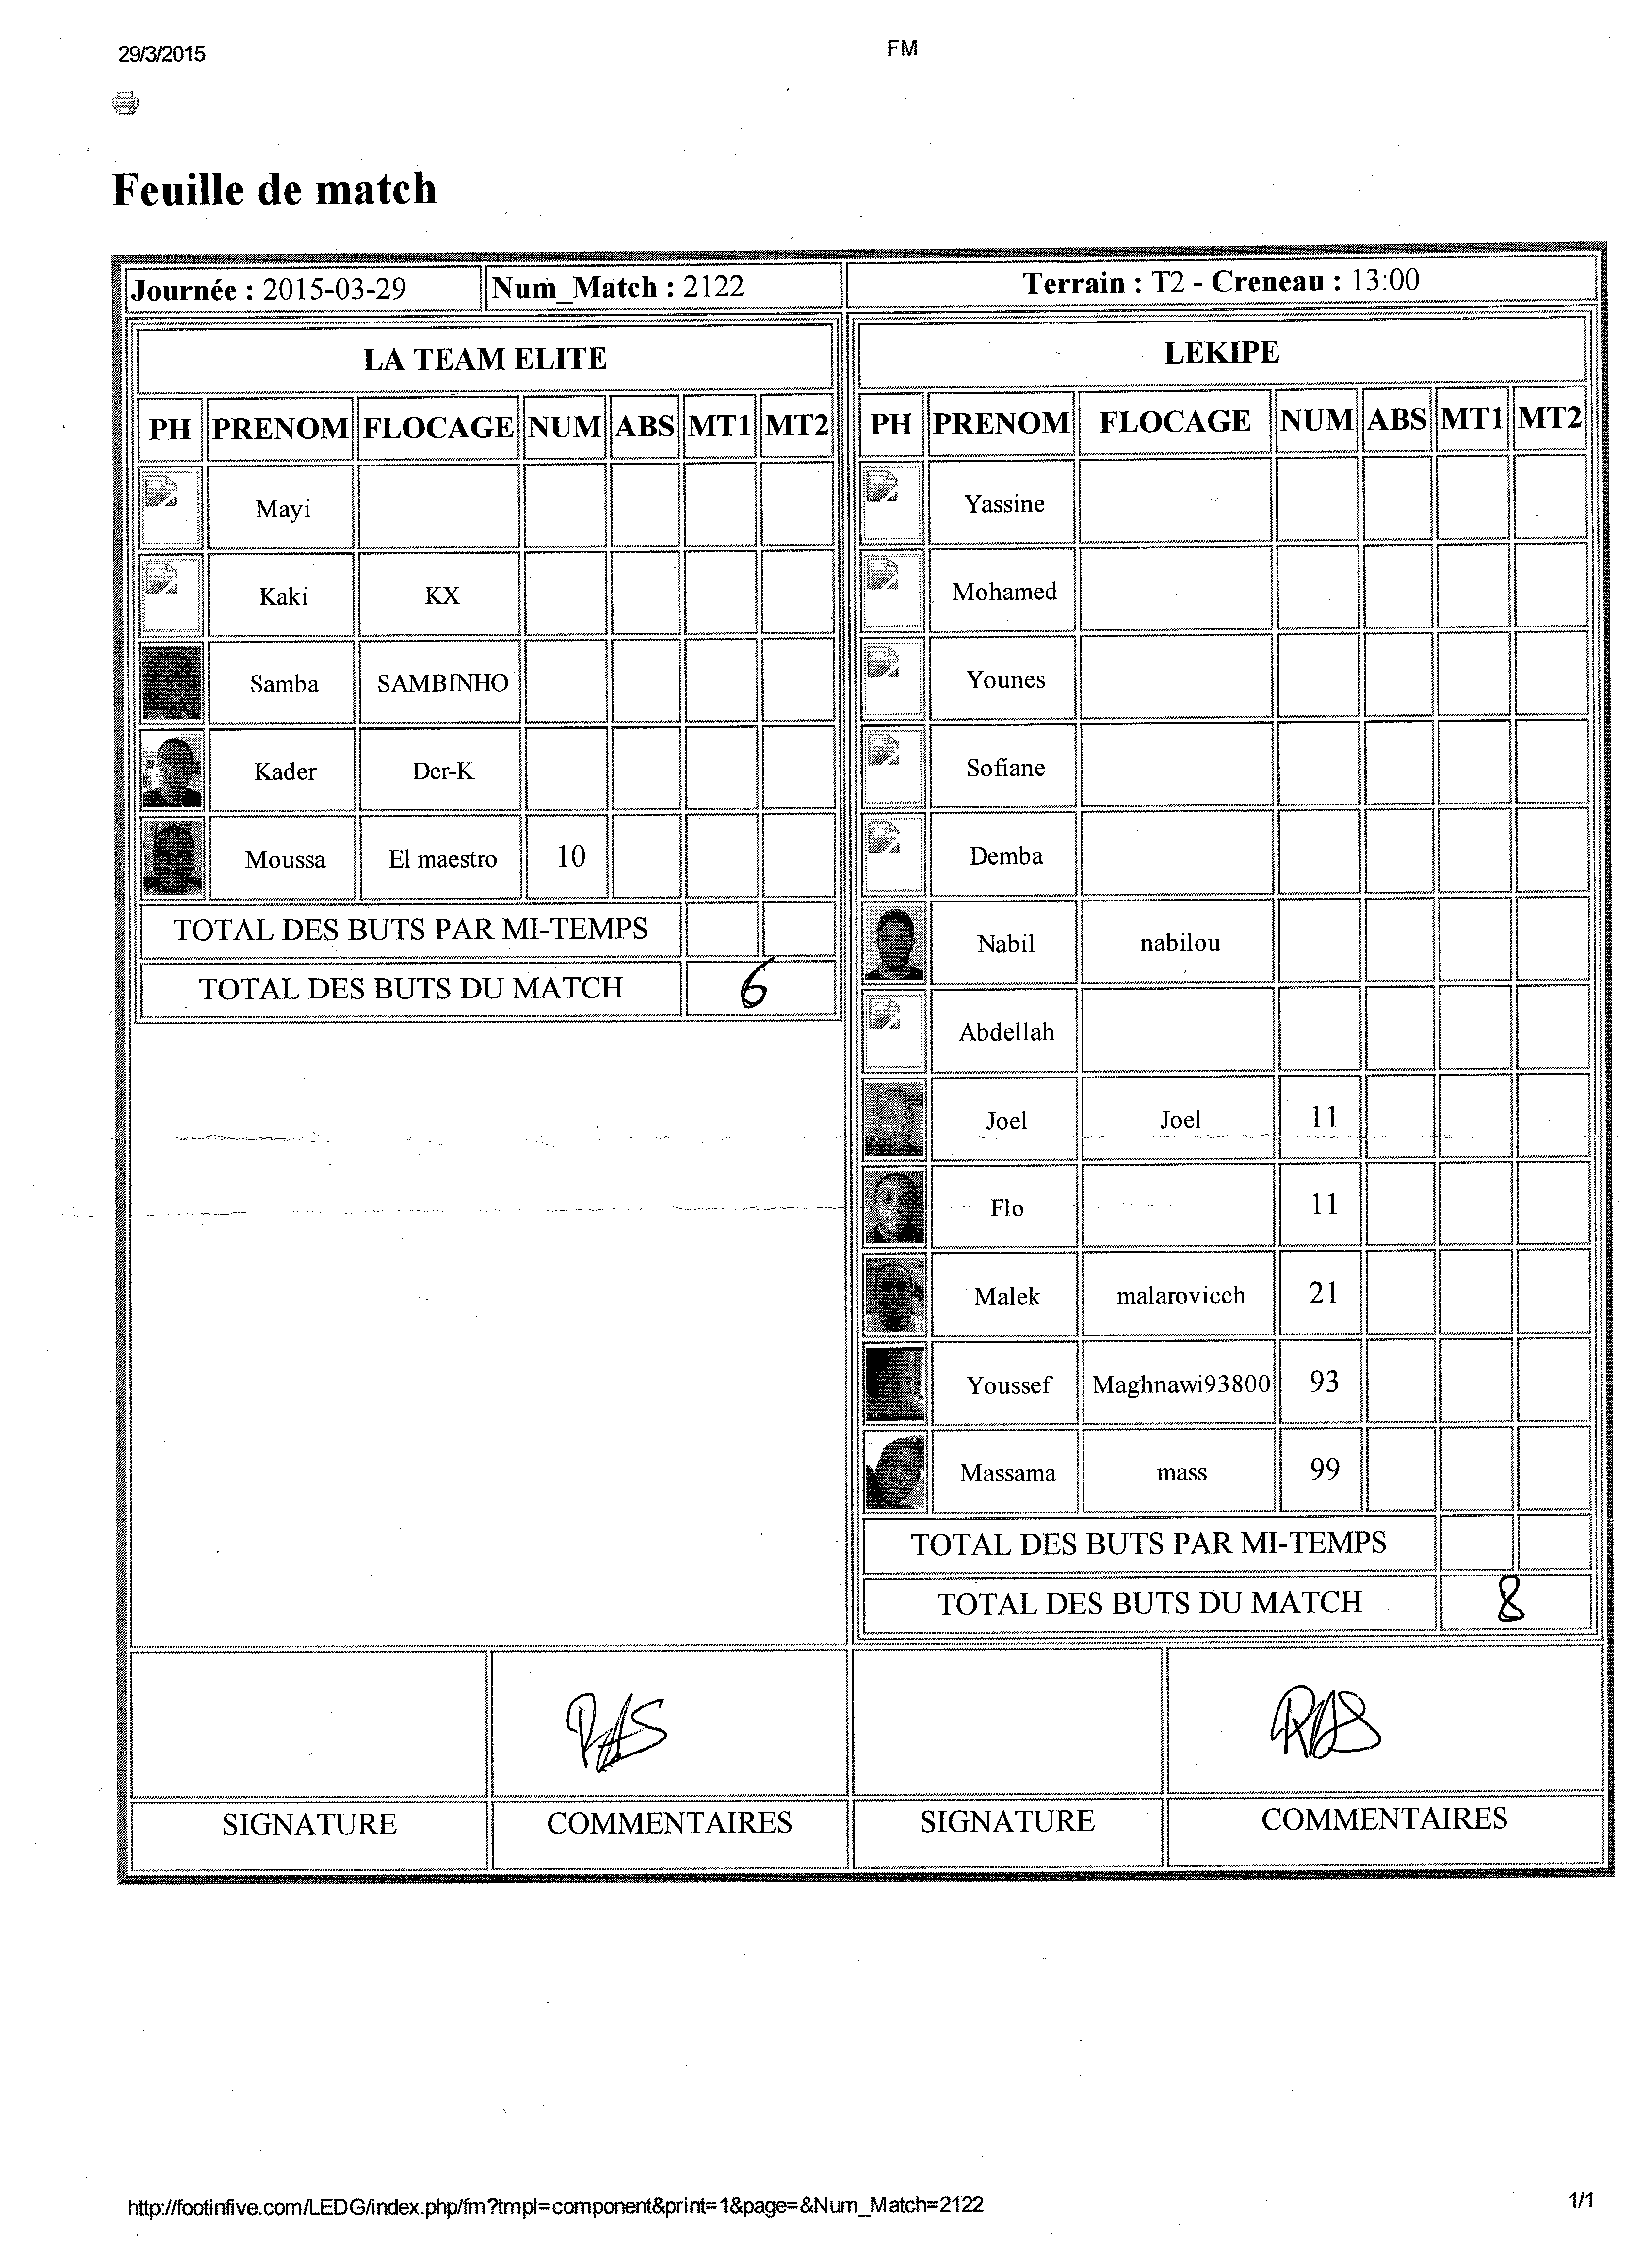 29/3/2015
FM
Feuille de match
Journée : 2015-03-29
Num_Match : 2122
Terrain : T2 - Creneau : 13:00
LA TEAM ELITE
PH PRENOM FLOCAGE NUM ABS MT1 MT2
Mayi
Kaki KX
Samba SAMBINHO
Kader Der-K
Moussa El maestro 10
TOTAL DES BUTS PAR MI-TEMPS
TOTAL DES BUTS DU MATCH 6
LEKIPE
PH PRENOM FLOCAGE NUM ABS MT1 MT2
Yassine
Mohamed
Younes
Sofiane
Demba
Nabil nabilou
Abdellah
Joel Joel 11
Flo 11
Malek malarovicch 21
Youssef Maghnawi93800 93
Massama mass 99
TOTAL DES BUTS PAR MI-TEMPS
TOTAL DES BUTS DU MATCH 8
RAS
RAS
SIGNATURE COMMENTAIRES SIGNATURE COMMENTAIRES
http://footinfive.com/LEDG/index.php/fm?tmpl=component&print=1&page=&Num_Match=2122
1/1